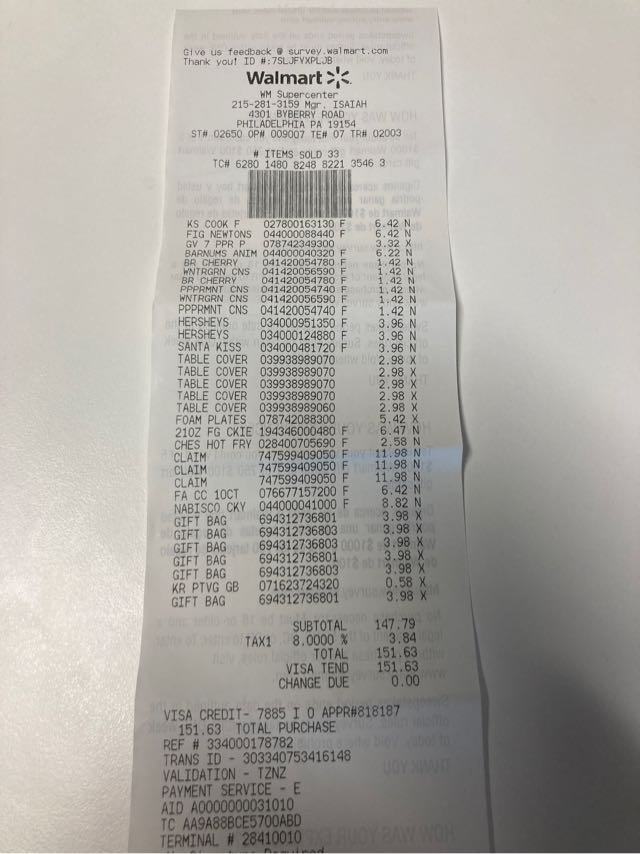 Give us feedback @ survey.walmart.com
Thank you! ID #:7SLJFYXPLJB
Walmart
WM Supercenter
215-281-3159 Mgr. ISAIAH
4301 BYBERRY ROAD
PHILADELPHIA PA 19154
ST# 02650 OP# 009007 TE# 07 TR# 02003
# ITEMS SOLD 33
TC# 6280 1480 8248 8221 3546 3
KS COOK F 027800163130 F 6.42 N
FIG NEWTONS 044000088440 F 6.42 N
GV 7 PPR P 078742349300 3.32 X
BARNUMS ANIM 044000040320 F 6.22 N
BR CHERRY 041420054780 F 1.42 N
WNTRGRN CNS 041420056590 F 1.42 N
BR CHERRY 041420054780 F 1.42 N
PPPRMNT CNS 041420054740 F 1.42 N
WNTRGRN CNS 041420056590 F 1.42 N
PPPRMNT CNS 041420054740 F 1.42 N
HERSHEYS 034000951350 F 3.96 N
HERSHEYS 034000124880 F 3.96 N
SANTA KISS 034000481720 F 3.96 N
TABLE COVER 039938989070 2.98 X
TABLE COVER 039938989070 2.98 X
TABLE COVER 039938989070 2.98 X
TABLE COVER 039938989070 2.98 X
TABLE COVER 039938989060 2.98 X
FOAM PLATES 078742088300 5.42 X
21OZ FG CKIE 194346000480 F 6.47 N
CHES HOT FRY 028400705690 F 2.58 N
CLAIM 747599409050 F 11.98 N
CLAIM 747599409050 F 11.98 N
CLAIM 747599409050 F 11.98 N
FA CC 10CT 076677157200 F 6.42 N
NABISCO CKY 044000041000 F 8.82 N
GIFT BAG 694312736801 3.98 X
GIFT BAG 694312736803 3.98 X
GIFT BAG 694312736803 3.98 X
GIFT BAG 694312736801 3.98 X
GIFT BAG 694312736803 3.98 X
KR PTVG GB 071623724320 0.58 X
GIFT BAG 694312736801 3.98 X
SUBTOTAL 147.79
TAX1 8.0000 % 3.84
TOTAL 151.63
VISA TEND 151.63
CHANGE DUE 0.00
VISA CREDIT- 7885 I 0 APPR#818187
151.63 TOTAL PURCHASE
REF # 334000178782
TRANS ID - 303340753416148
VALIDATION - TZNZ
PAYMENT SERVICE - E
AID A0000000031010
TC AA9A88BCE5700ABD
TERMINAL # 28410010